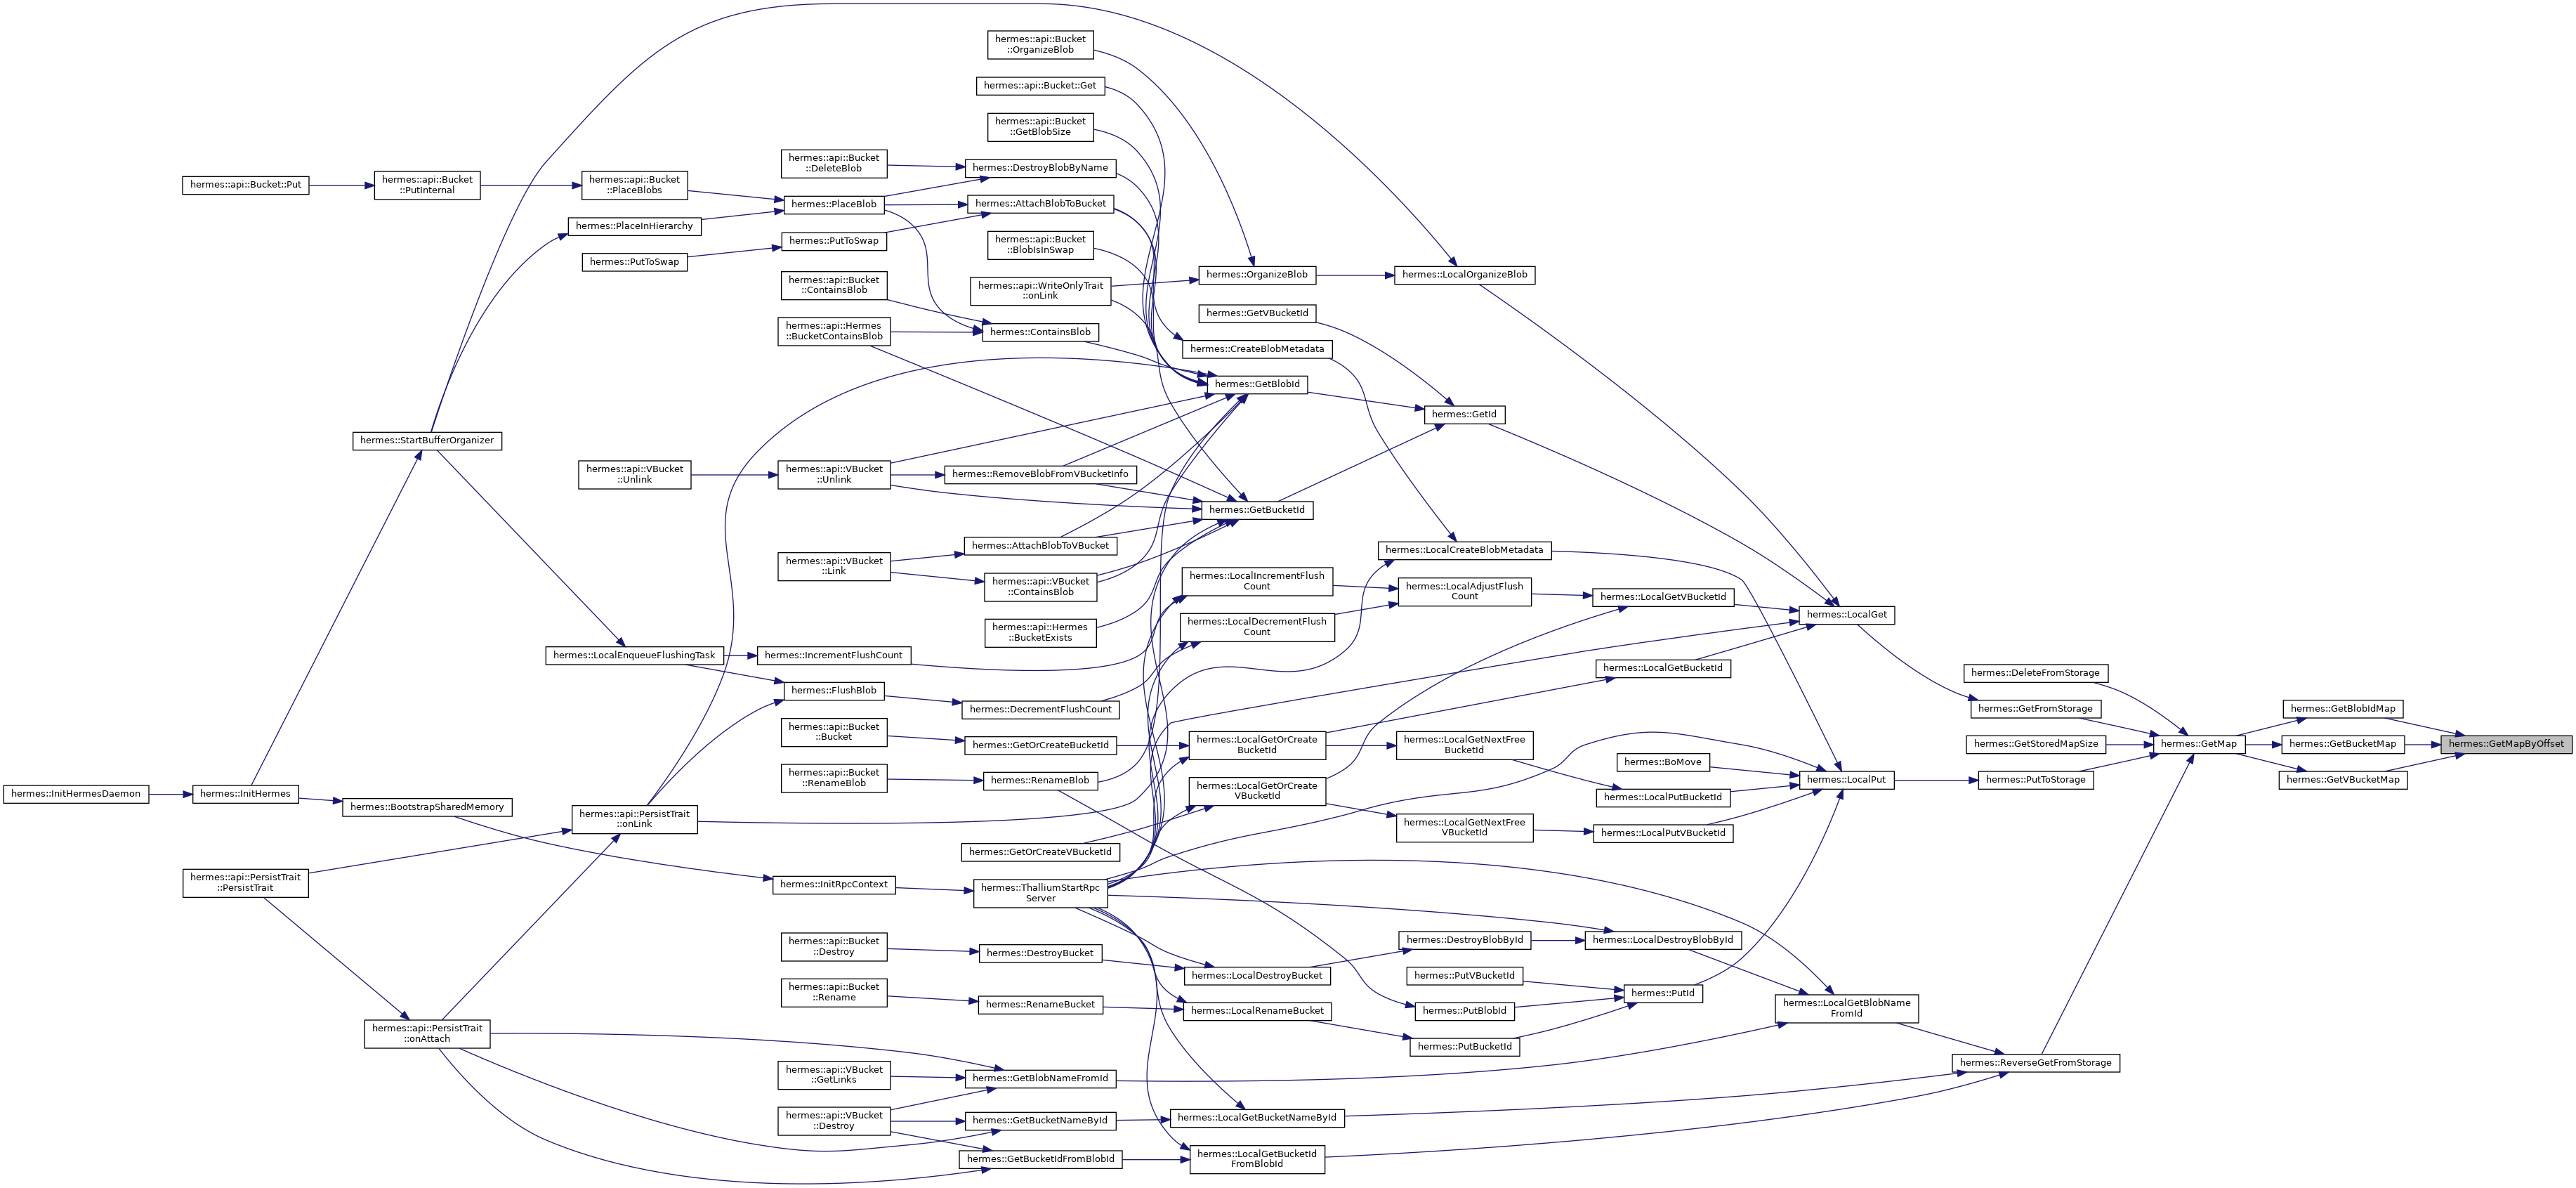 hermes::api::Bucket
::OrganizeBlob
hermes::api::Bucket::Get
hermes::api::Bucket
::GetBlobSize
hermes::api::Bucket
::DeleteBlob
hermes::DestroyBlobByName
hermes::api::Bucket::Put
hermes::api::Bucket
::PutInternal
hermes::api::Bucket
::PlaceBlobs
hermes::PlaceBlob
hermes::AttachBlobToBucket
hermes::PlaceInHierarchy
hermes::PutToSwap
hermes::api::Bucket
::BlobIsInSwap
hermes::PutToSwap
hermes::OrganizeBlob
hermes::LocalOrganizeBlob
hermes::api::Bucket
::ContainsBlob
hermes::api::WriteOnlyTrait
::onLink
hermes::GetVBucketId
hermes::api::Hermes
::BucketContainsBlob
hermes::ContainsBlob
hermes::CreateBlobMetadata
hermes::GetBlobId
hermes::GetId
hermes::StartBufferOrganizer
hermes::api::VBucket
::Unlink
hermes::api::VBucket
::Unlink
hermes::RemoveBlobFromVBucketInfo
hermes::GetBucketId
hermes::AttachBlobToVBucket
hermes::LocalCreateBlobMetadata
hermes::api::VBucket
::Link
hermes::api::VBucket
::ContainsBlob
hermes::LocalIncrementFlush
Count
hermes::LocalAdjustFlush
Count
hermes::LocalGetVBucketId
hermes::LocalGet
hermes::api::Hermes
::BucketExists
hermes::LocalDecrementFlush
Count
hermes::LocalEnqueueFlushingTask
hermes::IncrementFlushCount
hermes::LocalGetBucketId
hermes::DeleteFromStorage
hermes::FlushBlob
hermes::DecrementFlushCount
hermes::GetFromStorage
hermes::GetBlobIdMap
hermes::api::Bucket
::Bucket
hermes::GetOrCreateBucketId
hermes::LocalGetOrCreate
BucketId
hermes::LocalGetNextFree
BucketId
hermes::GetStoredMapSize
hermes::GetMap
hermes::GetBucketMap
hermes::GetMapByOffset
hermes::BoMove
hermes::api::Bucket
::RenameBlob
hermes::RenameBlob
hermes::LocalPut
hermes::PutToStorage
hermes::GetVBucketMap
hermes::InitHermesDaemon
hermes::InitHermes
hermes::BootstrapSharedMemory
hermes::LocalGetOrCreate
VBucketId
hermes::LocalPutBucketId
hermes::api::PersistTrait
::onLink
hermes::LocalGetNextFree
VBucketId
hermes::LocalPutVBucketId
hermes::GetOrCreateVBucketId
hermes::api::PersistTrait
::PersistTrait
hermes::InitRpcContext
hermes::ThalliumStartRpc
Server
hermes::api::Bucket
::Destroy
hermes::DestroyBucket
hermes::DestroyBlobById
hermes::LocalDestroyBlobById
hermes::LocalDestroyBucket
hermes::PutVBucketId
hermes::api::Bucket
::Rename
hermes::RenameBucket
hermes::LocalRenameBucket
hermes::PutBlobId
hermes::PutId
hermes::LocalGetBlobName
FromId
hermes::api::PersistTrait
::onAttach
hermes::PutBucketId
hermes::ReverseGetFromStorage
hermes::api::VBucket
::GetLinks
hermes::GetBlobNameFromId
hermes::api::VBucket
::Destroy
hermes::GetBucketNameById
hermes::LocalGetBucketNameById
hermes::GetBucketIdFromBlobId
hermes::LocalGetBucketId
FromBlobId